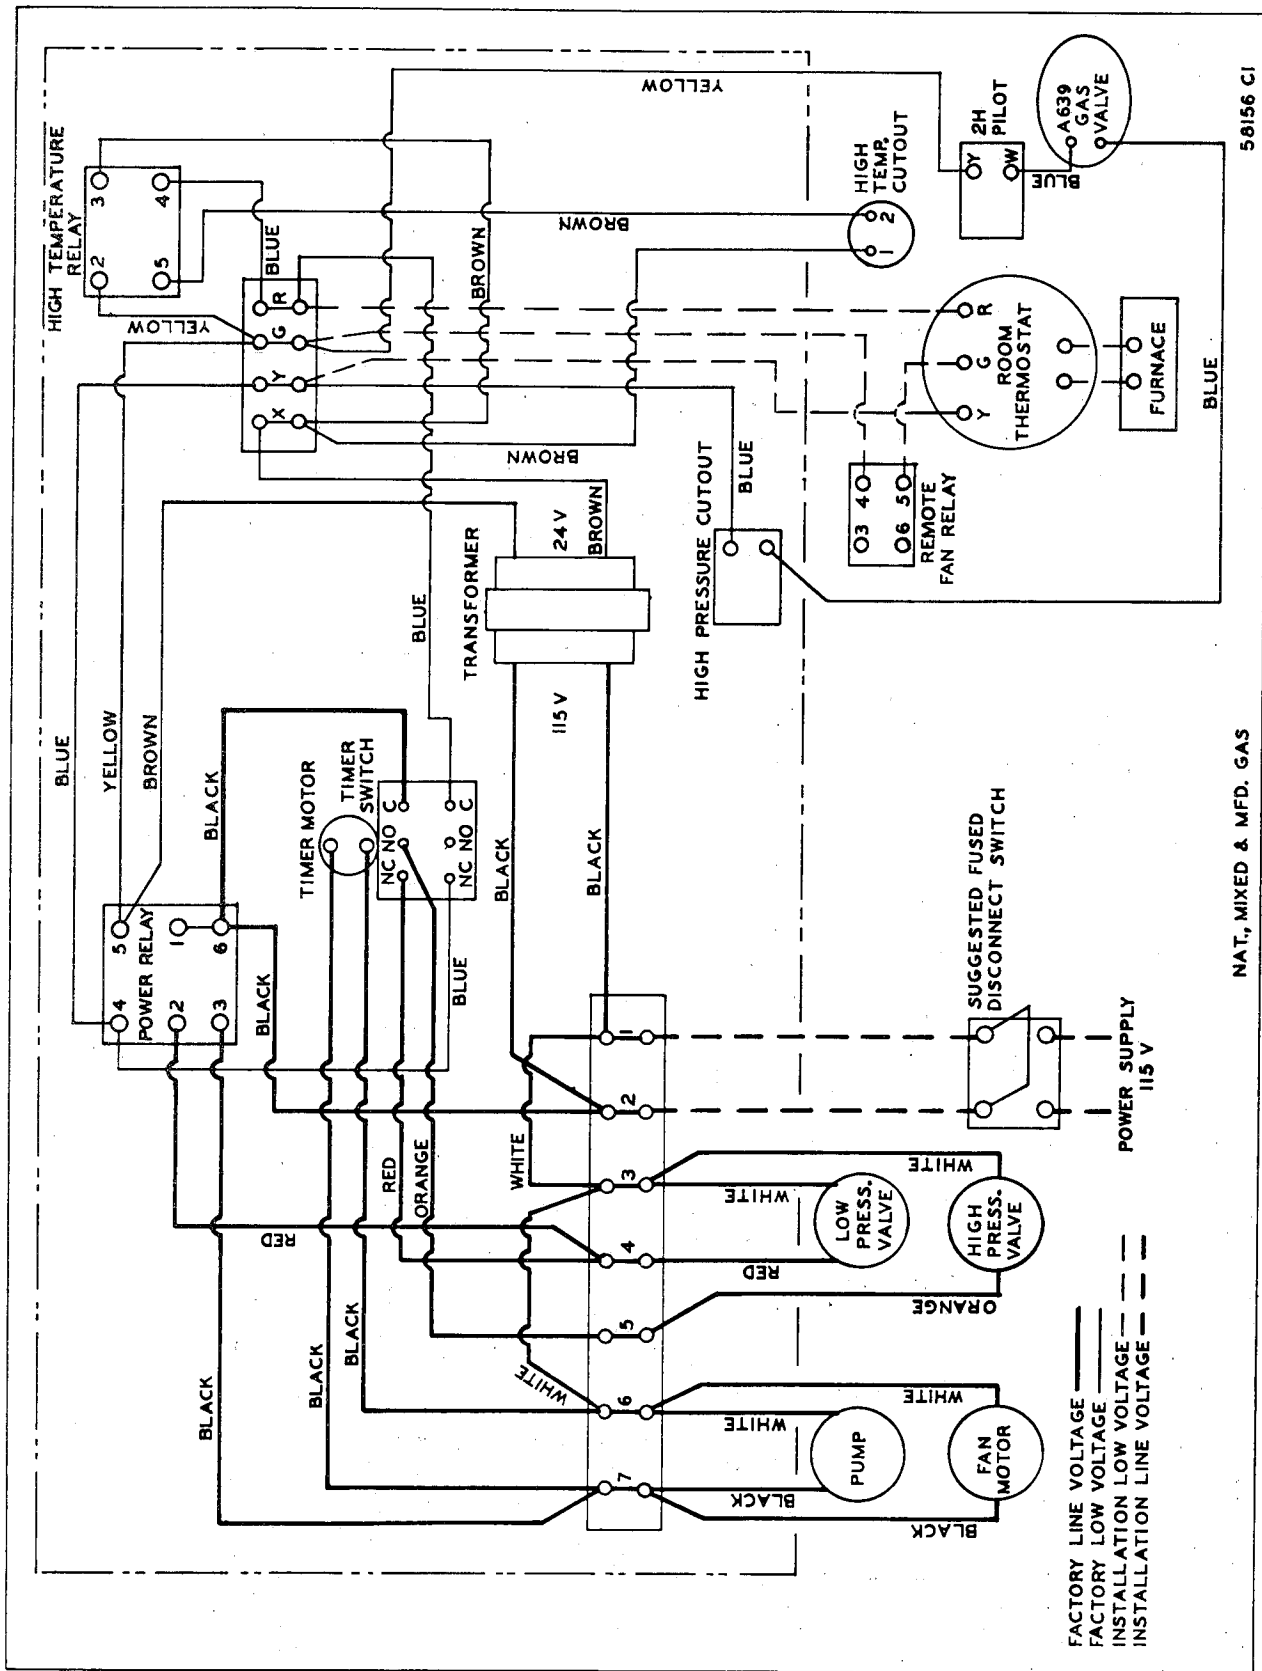 HIGH TEMPERATURE
RELAY
2
3
5
4
YELLOW
BLUE
X
Y
G
R
BROWN
BROWN
YELLOW
BROWN
HIGH
TEMP.
CUTOUT
1
2
2H
PILOT
Y
W
BLUE
A639
GAS
VALVE
58156 C1
BLUE
YELLOW
BROWN
BLACK
POWER RELAY
4
5
2
1
3
6
BLACK
TIMER MOTOR
TIMER
SWITCH
NC
NO
C
NC
NO
C
BLUE
BLUE
TRANSFORMER
115 V
24 V
BROWN
BLACK
BLACK
HIGH PRESSURE CUTOUT
BLUE
3
4
6
5
REMOTE
FAN RELAY
ROOM
THERMOSTAT
Y
G
R
FURNACE
BLUE
BLACK
BLACK
BLACK
RED
RED
ORANGE
WHITE
WHITE
7
6
5
4
3
2
1
BLACK
WHITE
RED
WHITE
PUMP
LOW
PRESS.
VALVE
BLACK
WHITE
ORANGE
WHITE
FAN
MOTOR
HIGH
PRESS.
VALVE
SUGGESTED FUSED
DISCONNECT SWITCH
POWER SUPPLY
115 V
FACTORY LINE VOLTAGE
FACTORY LOW VOLTAGE
INSTALLATION LOW VOLTAGE
INSTALLATION LINE VOLTAGE
NAT., MIXED & MFD. GAS